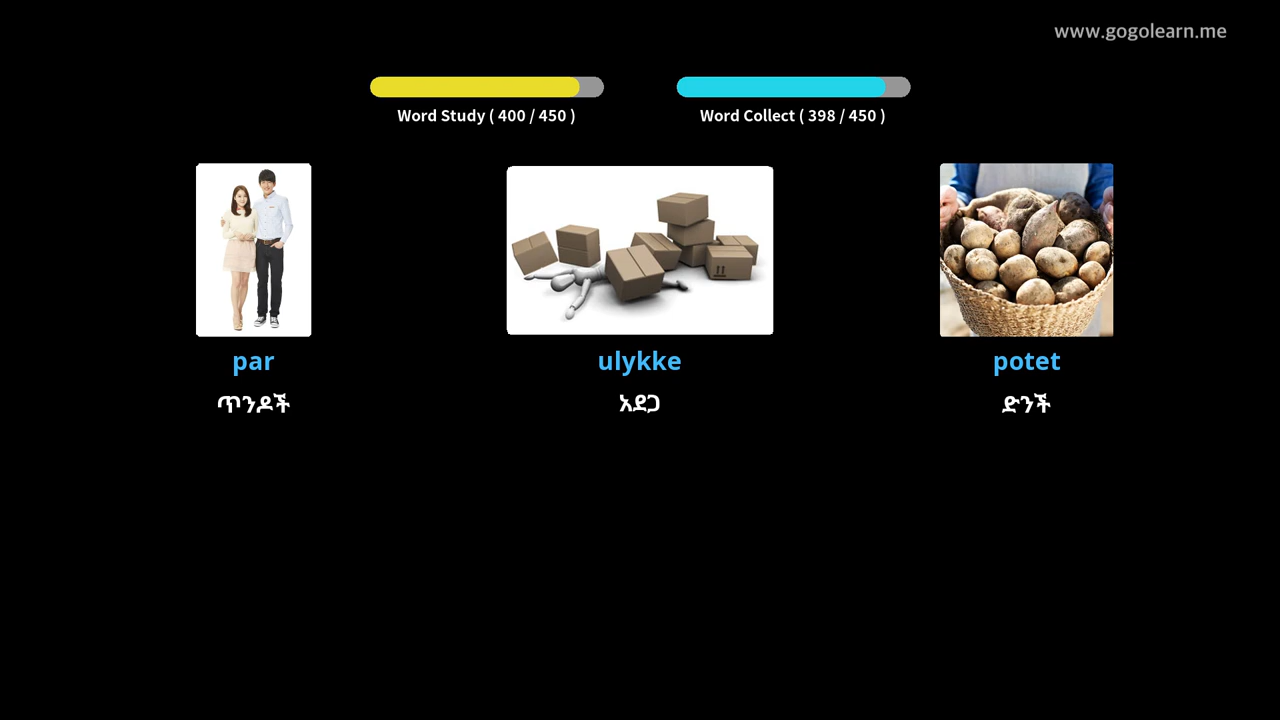 www.gogolearn.me
Word Study ( 400 / 450 )
Word Collect ( 398 / 450 )
par
ulykke
potet
ጥንዶች
አደጋ
ድንች